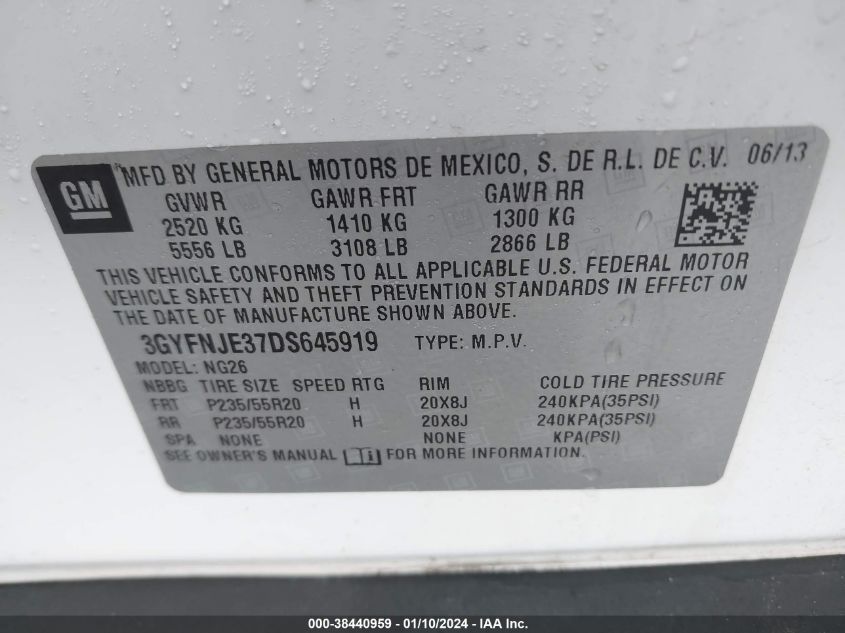 GM
MFD BY GENERAL MOTORS DE MEXICO, S. DE R.L. DE C.V. 06/13
GVWR GAWR FRT GAWR RR
2520 KG 1410 KG 1300 KG
5556 LB 3108 LB 2866 LB
THIS VEHICLE CONFORMS TO ALL APPLICABLE U.S. FEDERAL MOTOR
VEHICLE SAFETY AND THEFT PREVENTION STANDARDS IN EFFECT ON
THE DATE OF MANUFACTURE SHOWN ABOVE.
3GYFNJE37DS645919 TYPE: M.P.V.
MODEL: NG26
NBBG TIRE SIZE SPEED RTG RIM COLD TIRE PRESSURE
FRT P235/55R20 H 20X8J 240KPA(35PSI)
RR P235/55R20 H 20X8J 240KPA(35PSI)
SPA NONE NONE KPA(PSI)
SEE OWNER'S MANUAL FOR MORE INFORMATION.
000-38440959 / 01/10/2024 - IAA Inc.